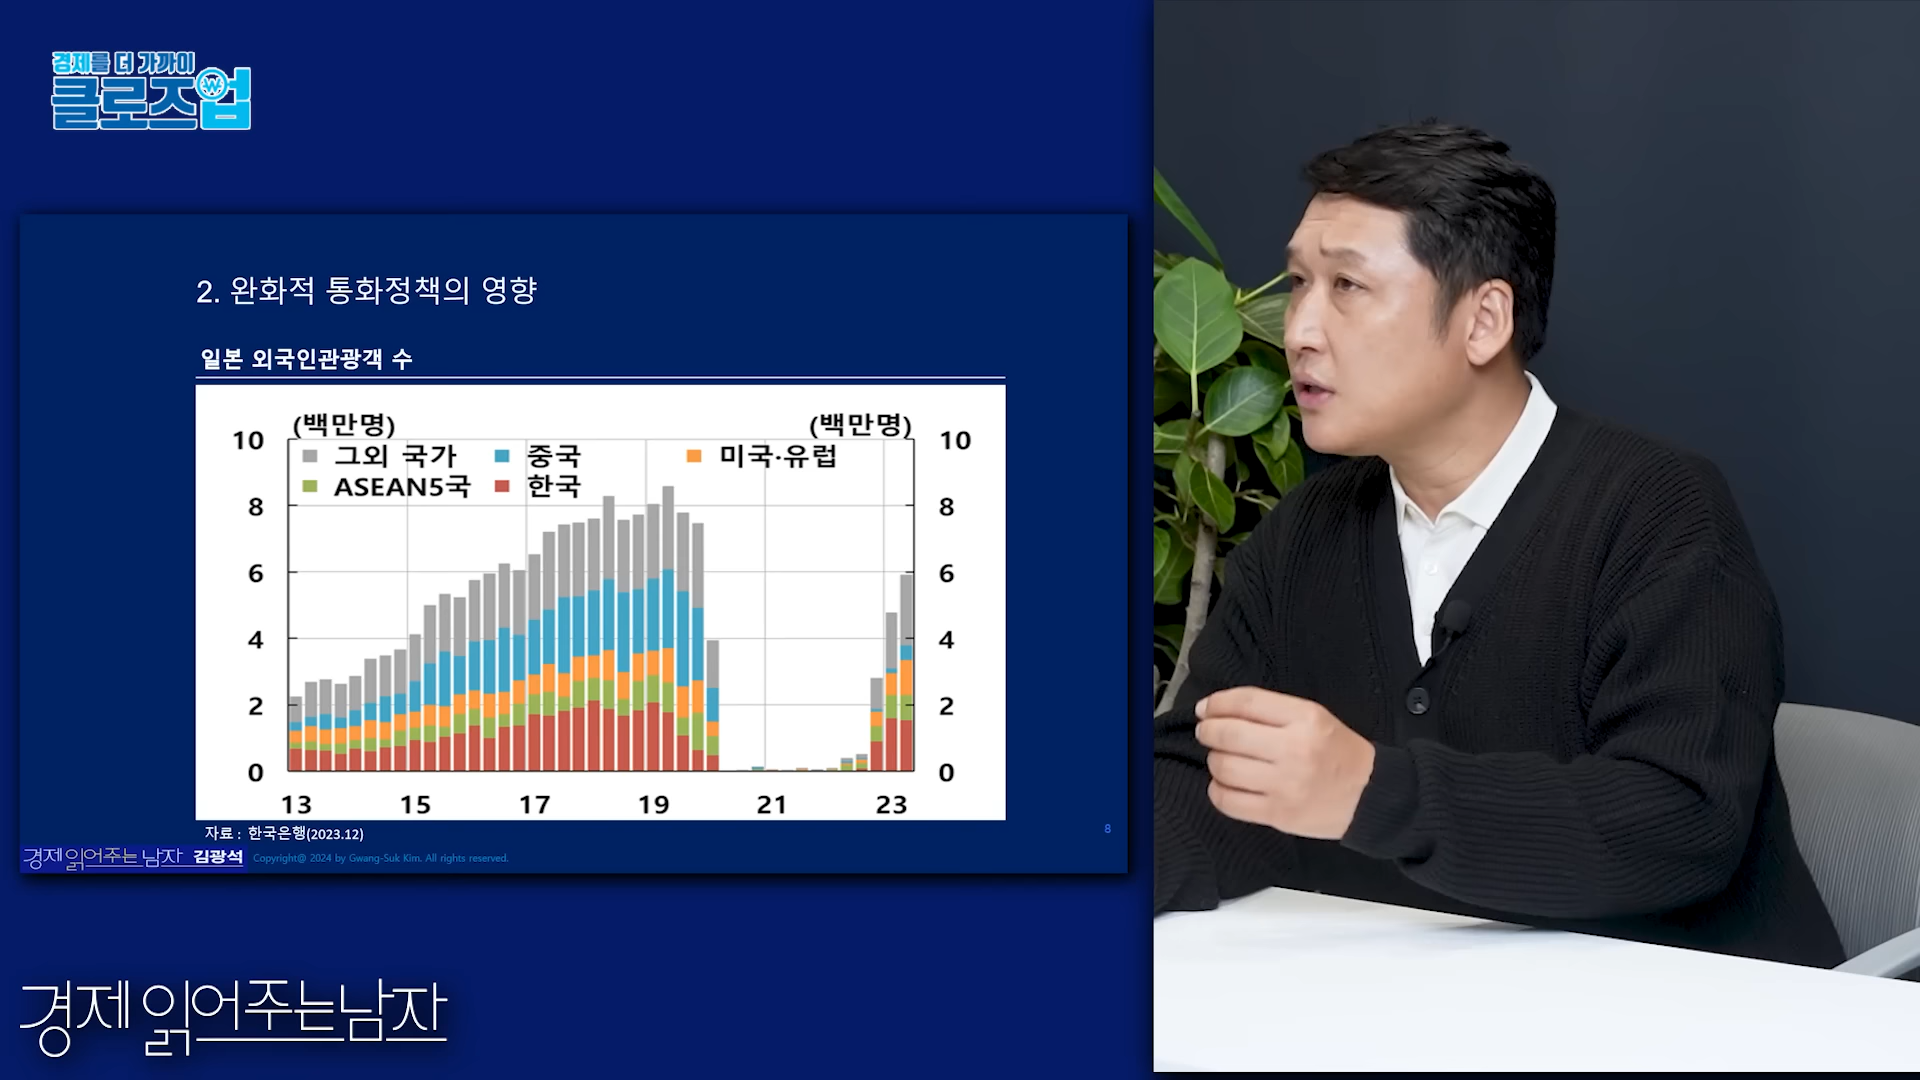 경제를 더 가까이
클로즈업
2. 완화적 통화정책의 영향
일본 외국인관광객 수
(백만명) (백만명)
10 10
그외 국가 중국 미국·유럽
ASEAN5국 한국
8 8
6 6
4 4
2 2
0 0
13 15 17 19 21 23
자료 : 한국은행(2023.12)
8
경제 읽어주는 남자 김광석 Copyright@ 2024 by Gwang-Suk Kim. All rights reserved.
경제 읽어주는 남자